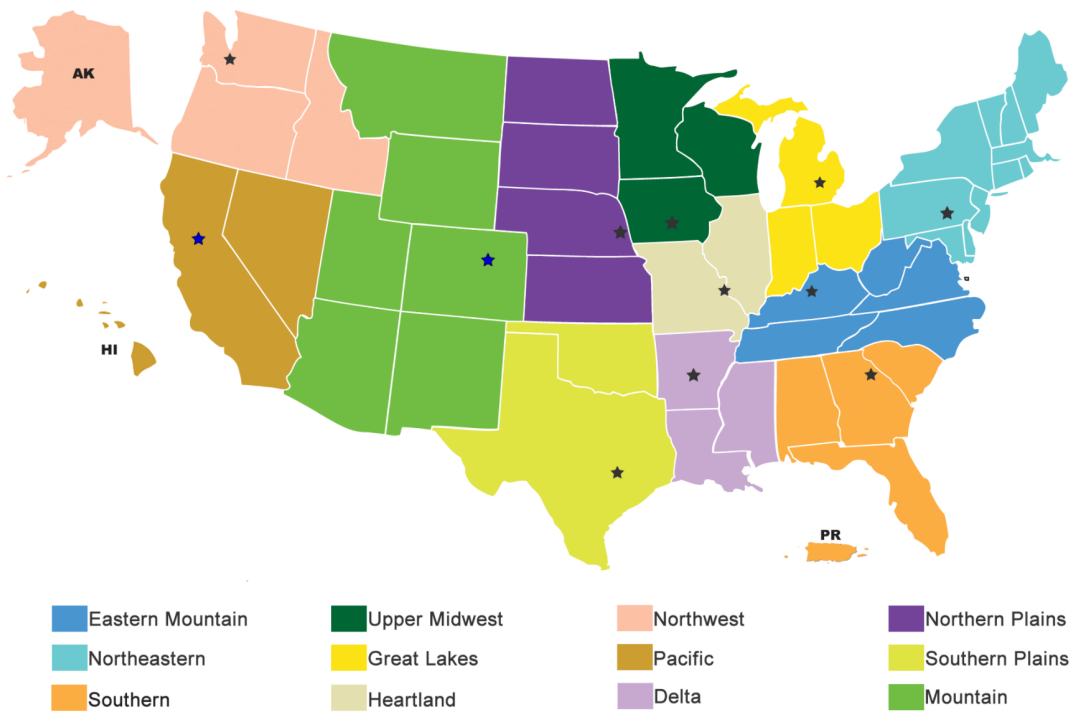 AK
HI
PR
Eastern Mountain
Upper Midwest
Northwest
Northern Plains
Northeastern
Great Lakes
Pacific
Southern Plains
Southern
Heartland
Delta
Mountain